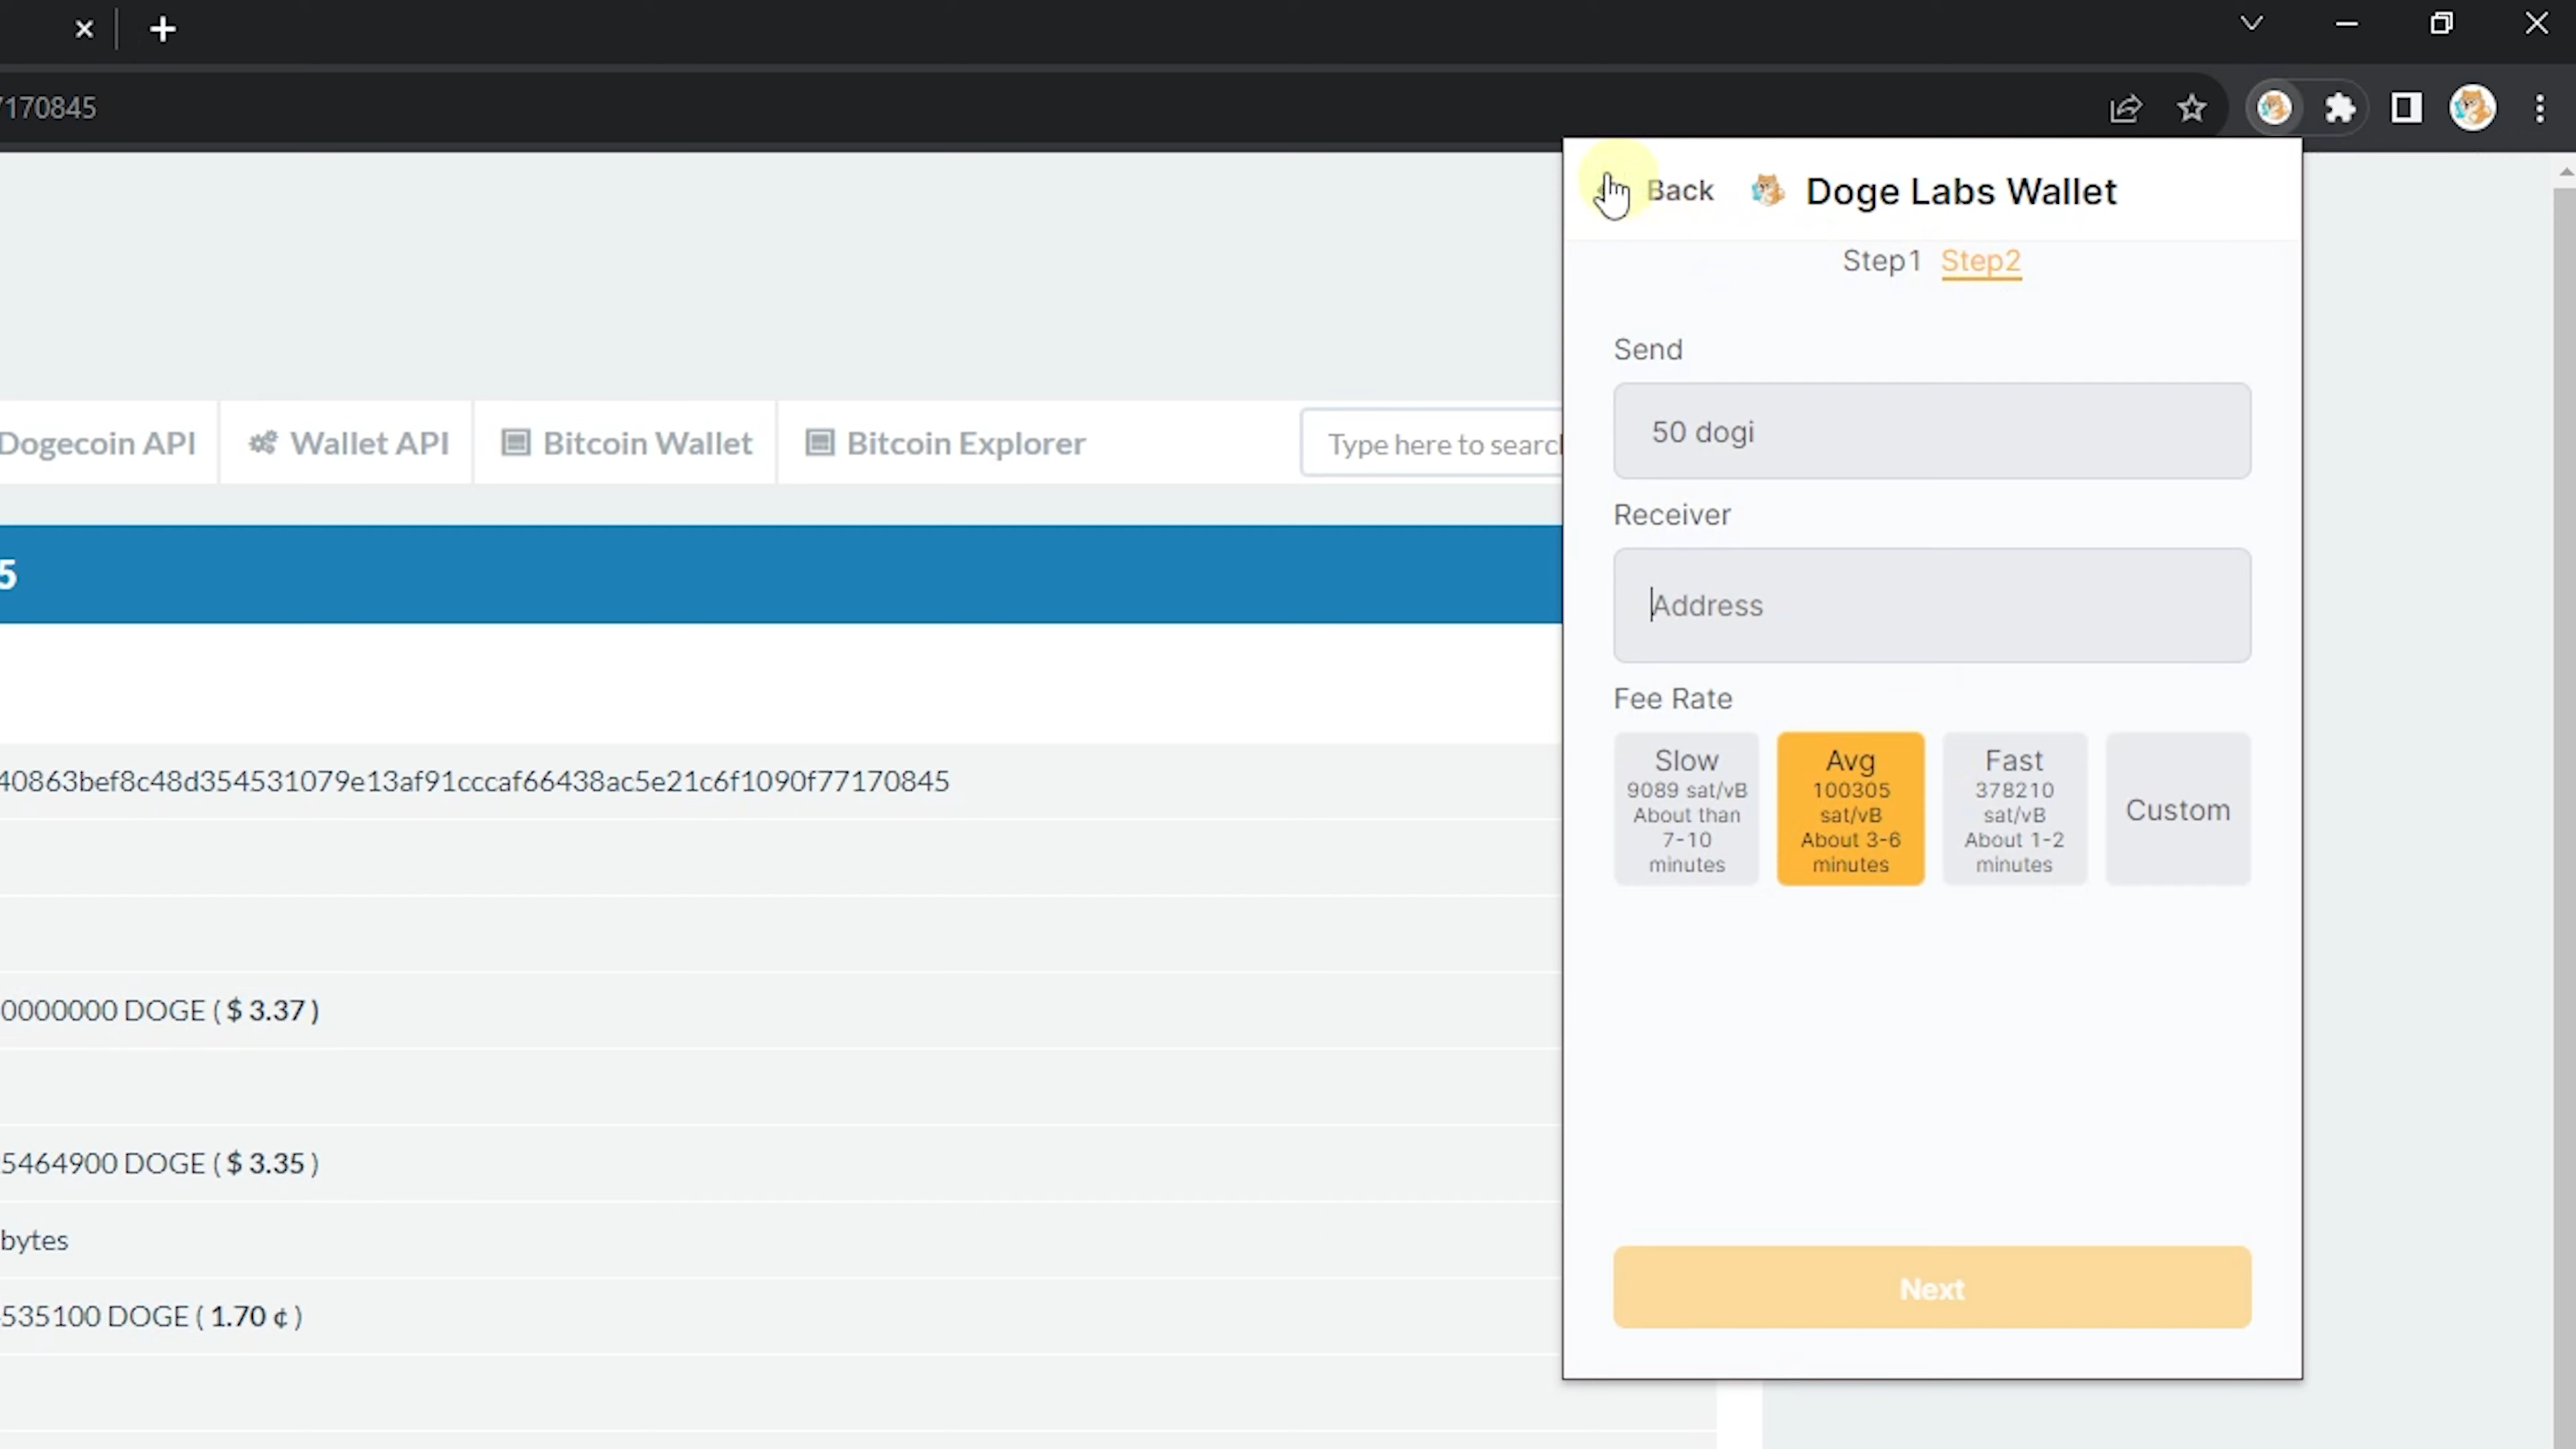 7170845
Back Doge Labs Wallet
Step1 Step2
Send
50 dogi
Receiver
Address
Fee Rate
Slow
9089 sat/vB
About than
7-10
minutes
Avg
100305
sat/vB
About 3-6
minutes
Fast
378210
sat/vB
About 1-2
minutes
Custom
Next
Dogecoin API Wallet API Bitcoin Wallet Bitcoin Explorer Type here to search
5
40863bef8c48d354531079e13af91cccaf66438ac5e21c6f1090f77170845
0000000 DOGE ( $ 3.37 )
5464900 DOGE ( $ 3.35 )
bytes
535100 DOGE ( 1.70 ¢ )